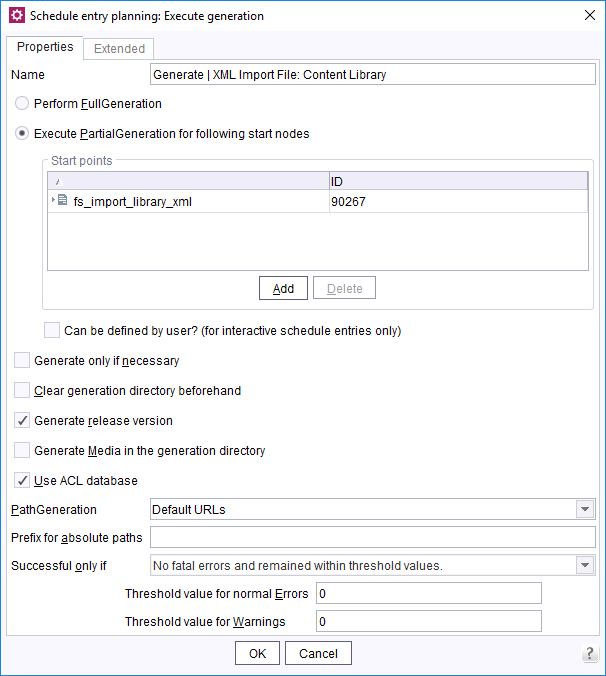 Schedule entry planning: Execute generation
Properties Extended
Name Generate | XML Import File: Content Library
Perform FullGeneration
Execute PartialGeneration for following start nodes
Start points
ID
fs_import_library_xml 90267
Add Delete
Can be defined by user? (for interactive schedule entries only)
Generate only if necessary
Clear generation directory beforehand
Generate release version
Generate Media in the generation directory
Use ACL database
PathGeneration Default URLs
Prefix for absolute paths
Successful only if No fatal errors and remained within threshold values.
Threshold value for normal Errors 0
Threshold value for Warnings 0
OK Cancel ?